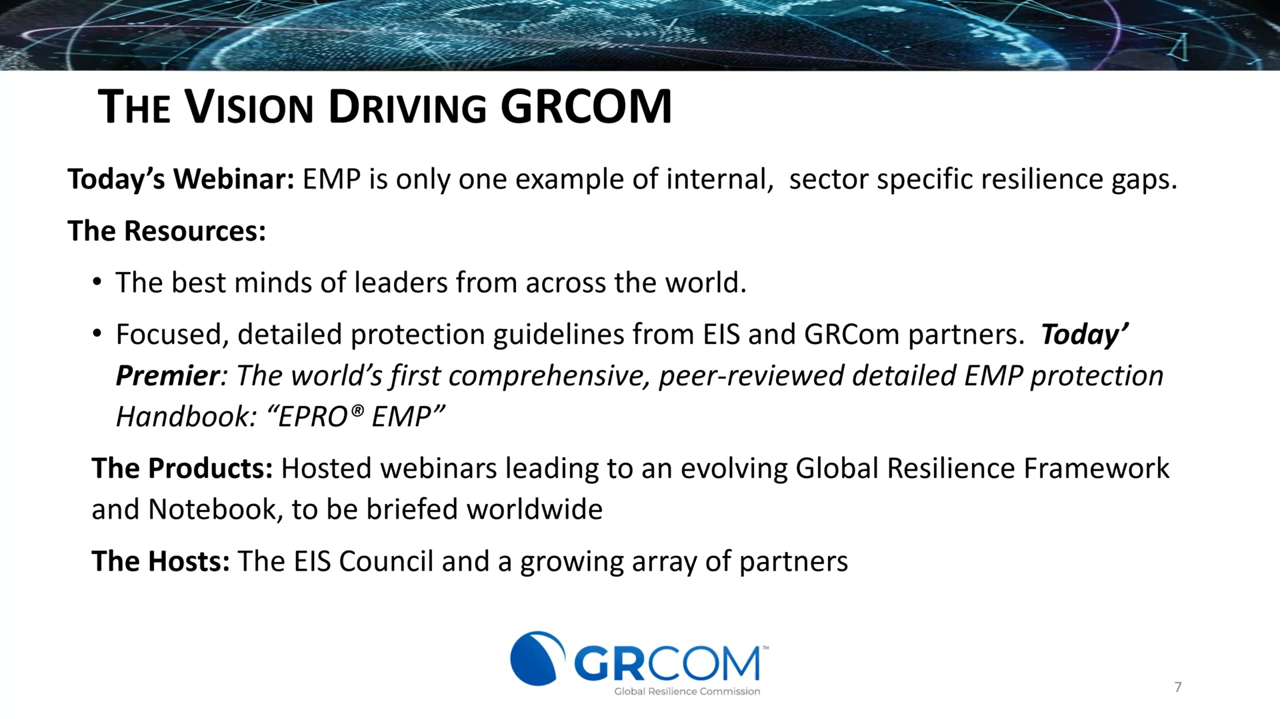 THE VISION DRIVING GRCOM
Today’s Webinar: EMP is only one example of internal,  sector specific resilience gaps.
The Resources:
• The best minds of leaders from across the world.
• Focused, detailed protection guidelines from EIS and GRCom partners.  Today’
Premier: The world’s first comprehensive, peer-reviewed detailed EMP protection
Handbook: “EPRO® EMP”
The Products: Hosted webinars leading to an evolving Global Resilience Framework
and Notebook, to be briefed worldwide
The Hosts: The EIS Council and a growing array of partners
GRCOM™
Global Resilience Commission
7